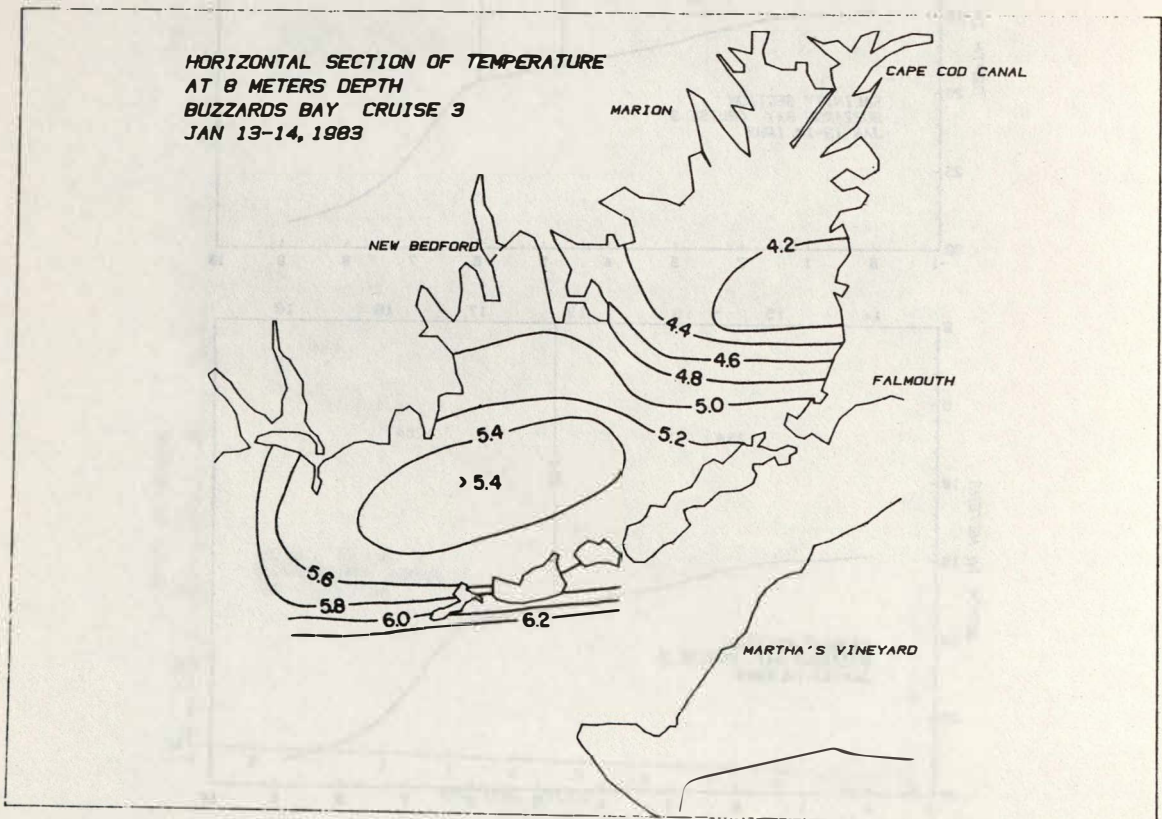 HORIZONTAL SECTION OF TEMPERATURE
AT 8 METERS DEPTH
BUZZARDS BAY CRUISE 3
JAN 13-14, 1983
CAPE COD CANAL
MARION
NEW BEDFORD
4.2
4.4
4.6
4.8
FALMOUTH
5.0
5.2
5.4
> 5.4
5.6
5.8
6.0
6.2
MARTHA'S VINEYARD